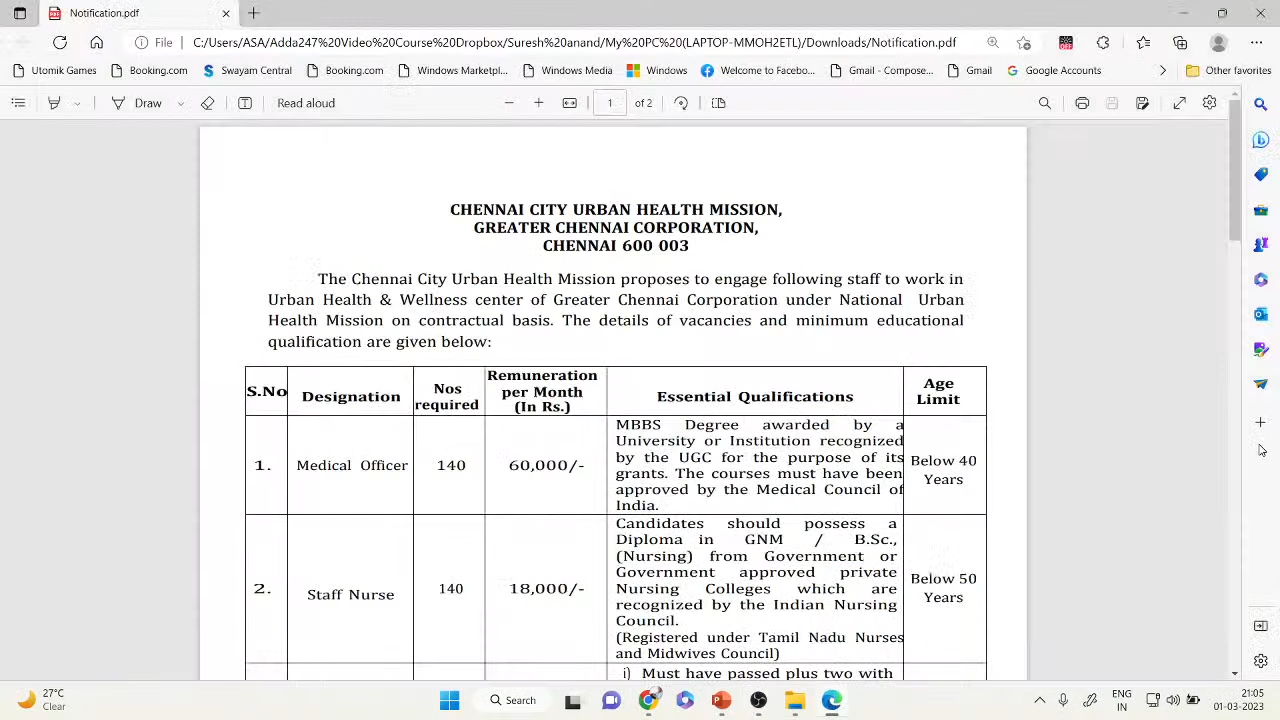 Notification.pdf
File C:/Users/ASA/Adda247%20Video%20Course%20Dropbox/Suresh%20anand/My%20PC%20(LAPTOP-MMOH2ETL)/Downloads/Notification.pdf
Utomik Games Booking.com Swayam Central Booking.com Windows Marketpl... Windows Media Windows Welcome to Facebo... Gmail - Compose... Gmail Google Accounts Other favorites
Draw Read aloud 1 of 2
CHENNAI CITY URBAN HEALTH MISSION,
GREATER CHENNAI CORPORATION,
CHENNAI 600 003
The Chennai City Urban Health Mission proposes to engage following staff to work in
Urban Health & Wellness center of Greater Chennai Corporation under National Urban
Health Mission on contractual basis. The details of vacancies and minimum educational
qualification are given below:
S.No
Designation
Nos
required
Remuneration
per Month
(In Rs.)
Essential Qualifications
Age
Limit
1.
Medical Officer
140
60,000/-
MBBS Degree awarded by a
University or Institution recognized
by the UGC for the purpose of its
grants. The courses must have been
approved by the Medical Council of
India.
Below 40
Years
2.
Staff Nurse
140
18,000/-
Candidates should possess a
Diploma in GNM / B.Sc.,
(Nursing) from Government or
Government approved private
Nursing Colleges which are
recognized by the Indian Nursing
Council.
(Registered under Tamil Nadu Nurses
and Midwives Council)
Below 50
Years
i) Must have passed plus two with
27°C
Clear
Search
ENG
IN
21:05
01-03-2023